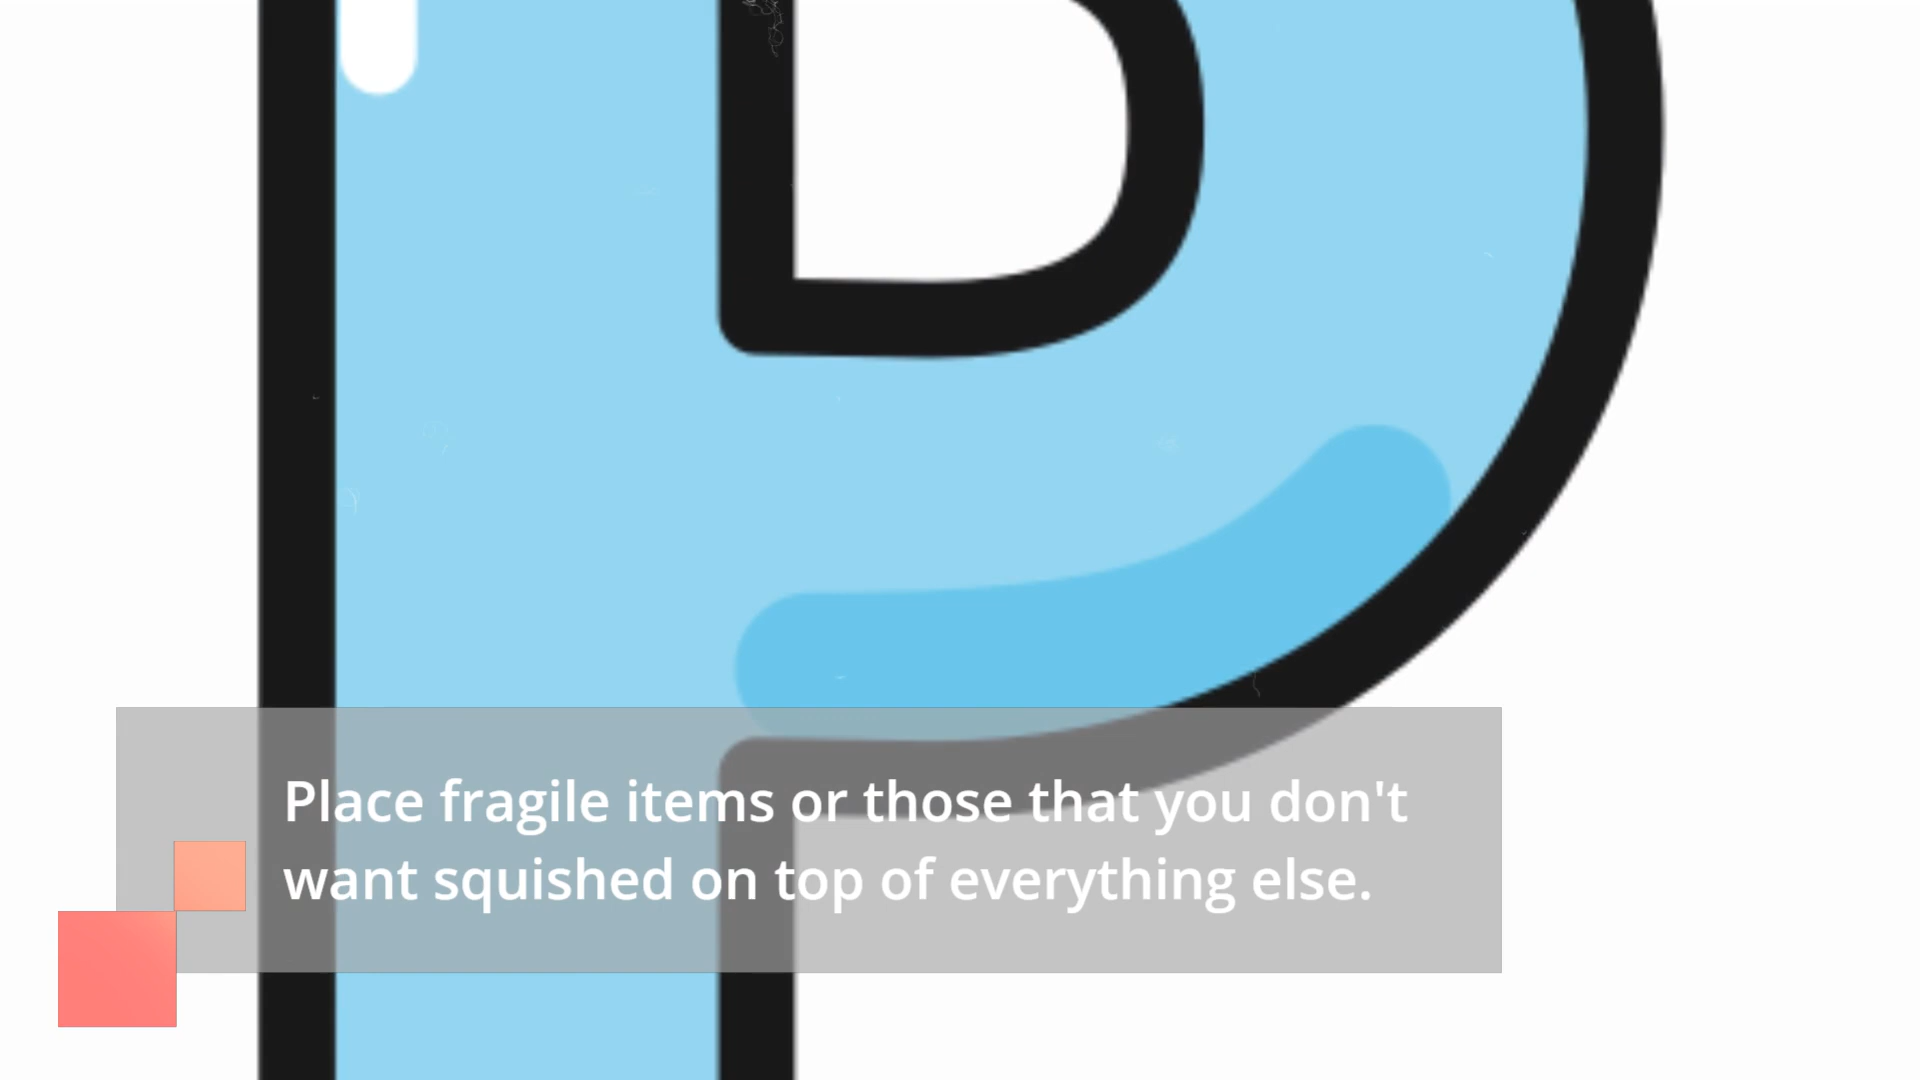 P
Place fragile items or those that you don't
want squished on top of everything else.